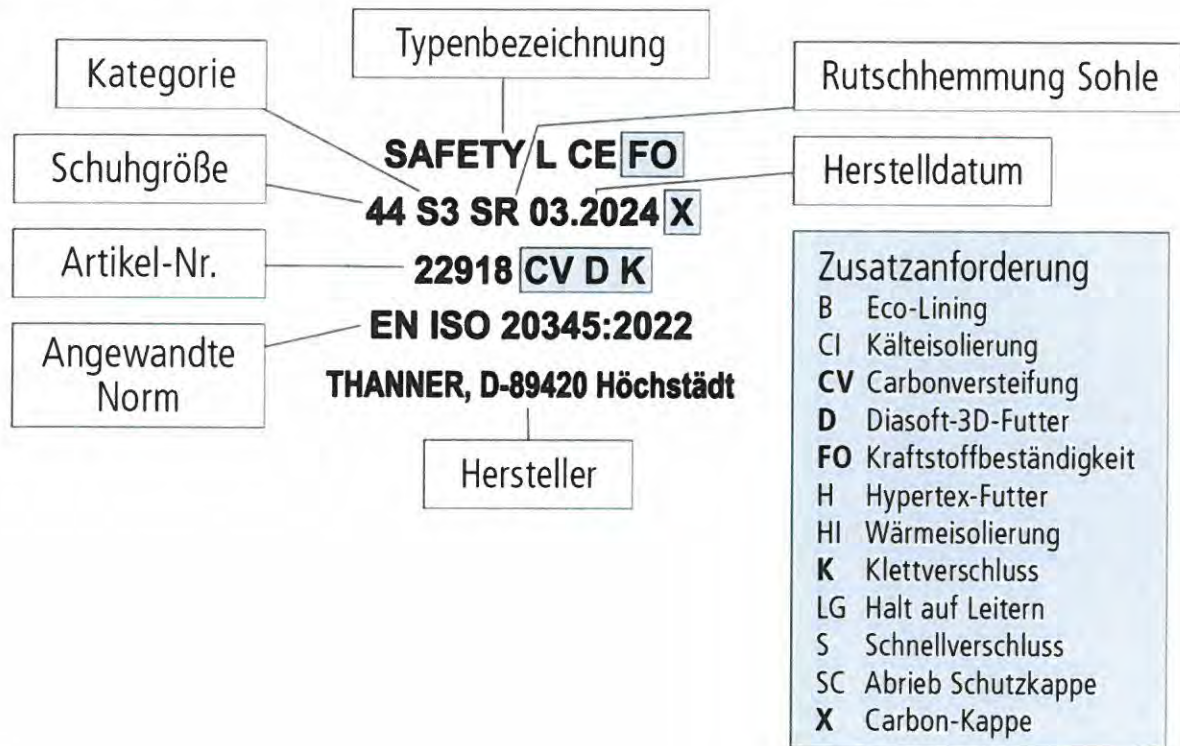 Typenbezeichnung
Kategorie
Rutschhemmung Sohle
Schuhgröße
Herstelldatum
SAFETY L CE FO
44 S3 SR 03.2024 X
Artikel-Nr.
22918 CV D K
Angewandte
Norm
EN ISO 20345:2022
THANNER, D-89420 Höchstädt
Hersteller
Zusatzanforderung
B Eco-Lining
CI Kälteisolierung
CV Carbonversteifung
D Diasoft-3D-Futter
FO Kraftstoffbeständigkeit
H Hypertex-Futter
HI Wärmeisolierung
K Klettverschluss
LG Halt auf Leitern
S Schnellverschluss
SC Abrieb Schutzkappe
X Carbon-Kappe